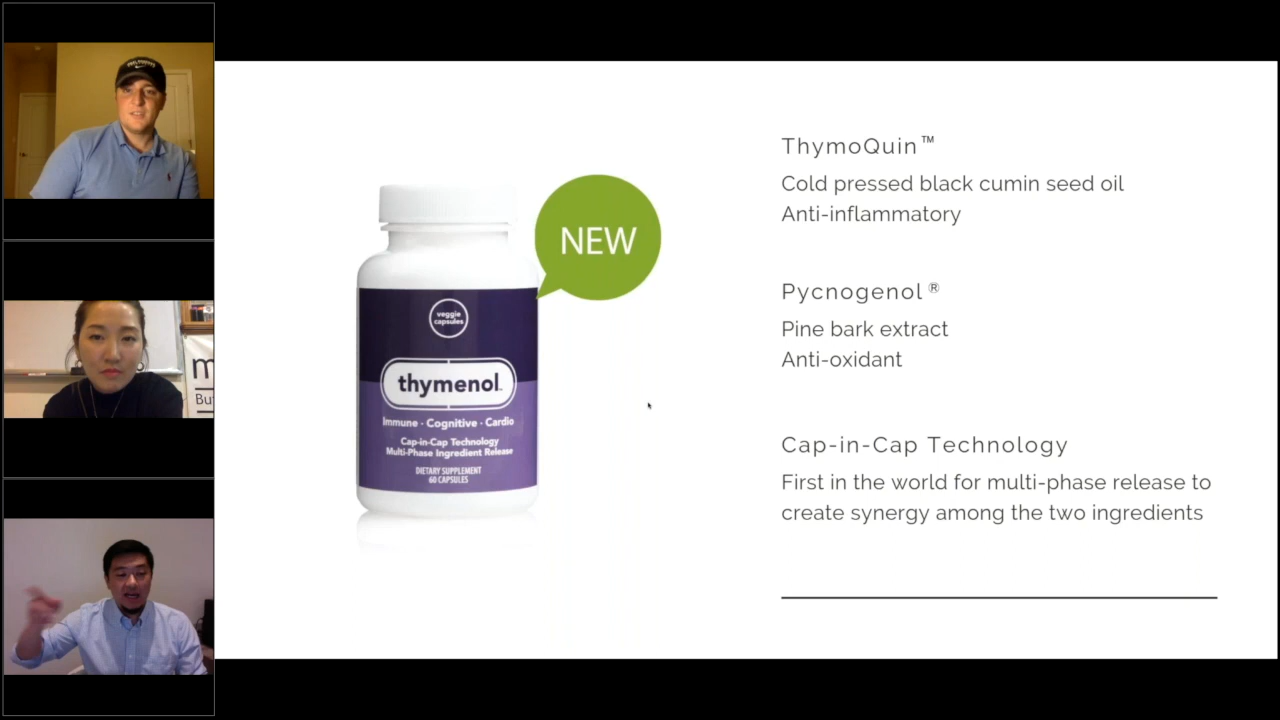 ThymoQuin™
Cold pressed black cumin seed oil
Anti-inflammatory
NEW
Pycnogenol®
Pine bark extract
Anti-oxidant
veggie
capsules
thymenol
Immune · Cognitive · Cardio
Cap-in-Cap Technology
Multi-Phase Ingredient Release
DIETARY SUPPLEMENT
60 CAPSULES
Cap-in-Cap Technology
First in the world for multi-phase release to
create synergy among the two ingredients